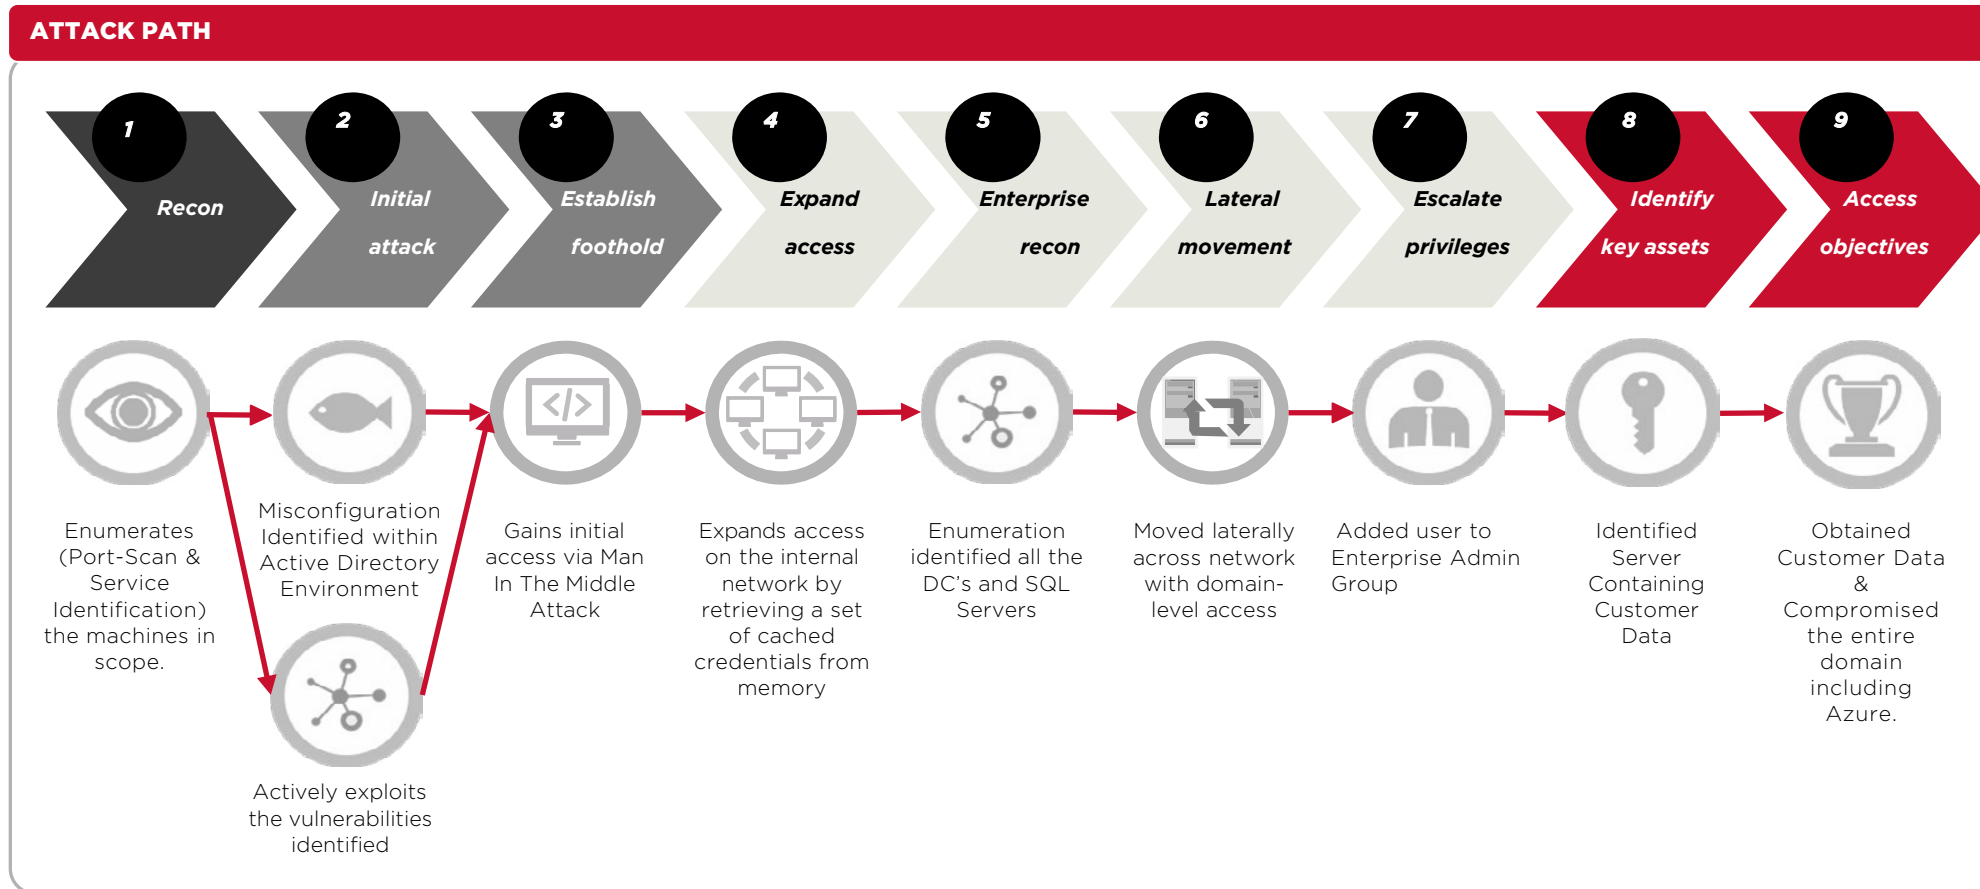 ATTACK PATH
1
Recon
2
Initial
attack
3
Establish
foothold
4
Expand
access
5
Enterprise
recon
6
Lateral
movement
7
Escalate
privileges
8
Identify
key assets
9
Access
objectives
</>
Enumerates
(Port-Scan &
Service
Identification)
the machines in
scope.
Misconfiguration
Identified within
Active Directory
Environment
Actively exploits
the vulnerabilities
identified
Gains initial
access via Man
In The Middle
Attack
Expands access
on the internal
network by
retrieving a set
of cached
credentials from
memory
Enumeration
identified all the
DC's and SQL
Servers
Moved laterally
across network
with domain-
level access
Added user to
Enterprise Admin
Group
Identified
Server
Containing
Customer
Data
Obtained
Customer Data
&
Compromised
the entire
domain
including
Azure.